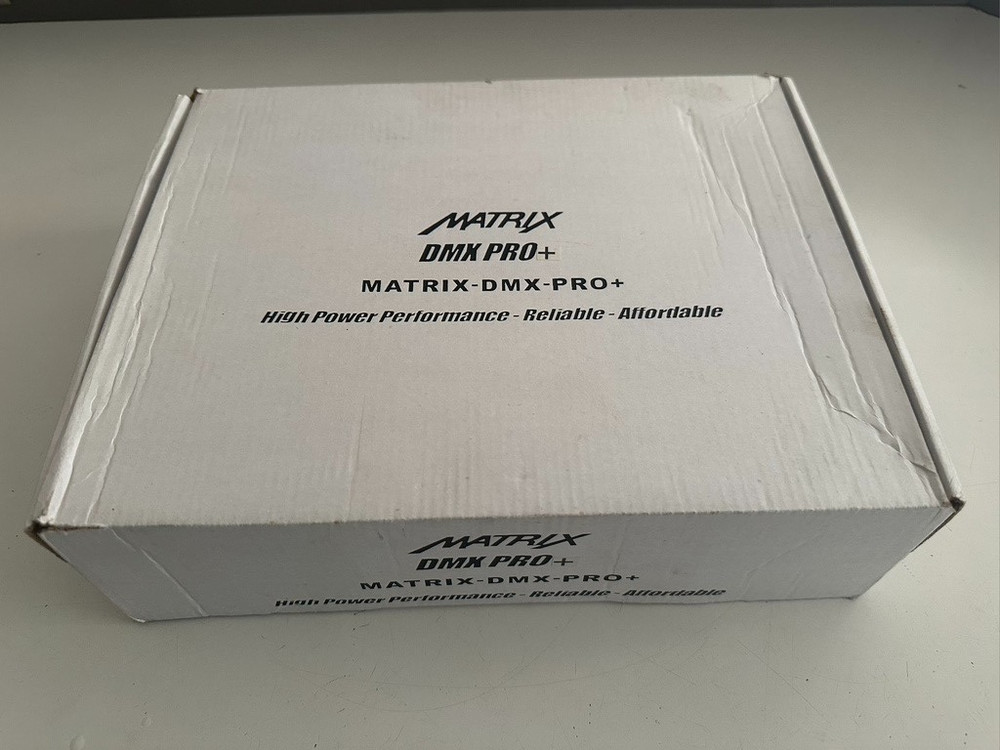 MATRIX
DMX PRO+
MATRIX-DMX-PRO+
High Power Performance - Reliable - Affordable
MATRIX
DMX PRO+
MATRIX-DMX-PRO+
High Power Performance - Reliable - Affordable